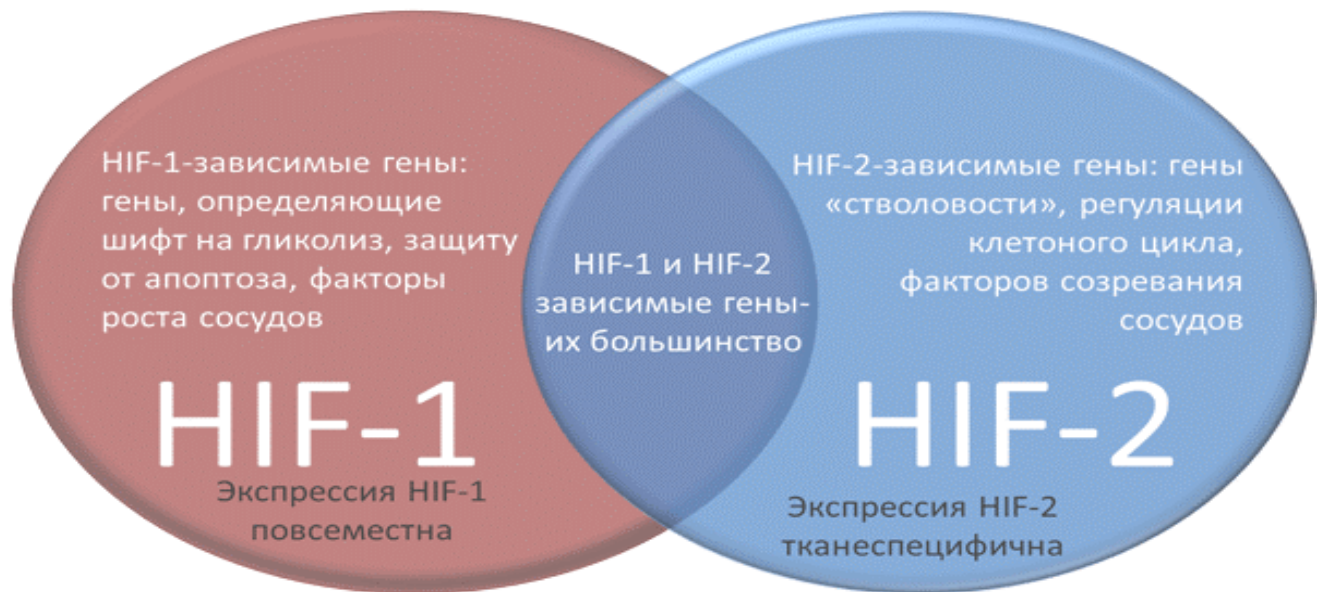 HIF-1-зависимые гены:
гены, определяющие
шифт на гликолиз, защиту
от апоптоза, факторы
роста сосудов
HIF-1
Экспрессия HIF-1
повсеместна
HIF-1 и HIF-2
зависимые гены-
их большинство
HIF-2-зависимые гены: гены
«стволовости», регуляции
клетоного цикла,
факторов созревания
сосудов
HIF-2
Экспрессия HIF-2
тканеспецифична